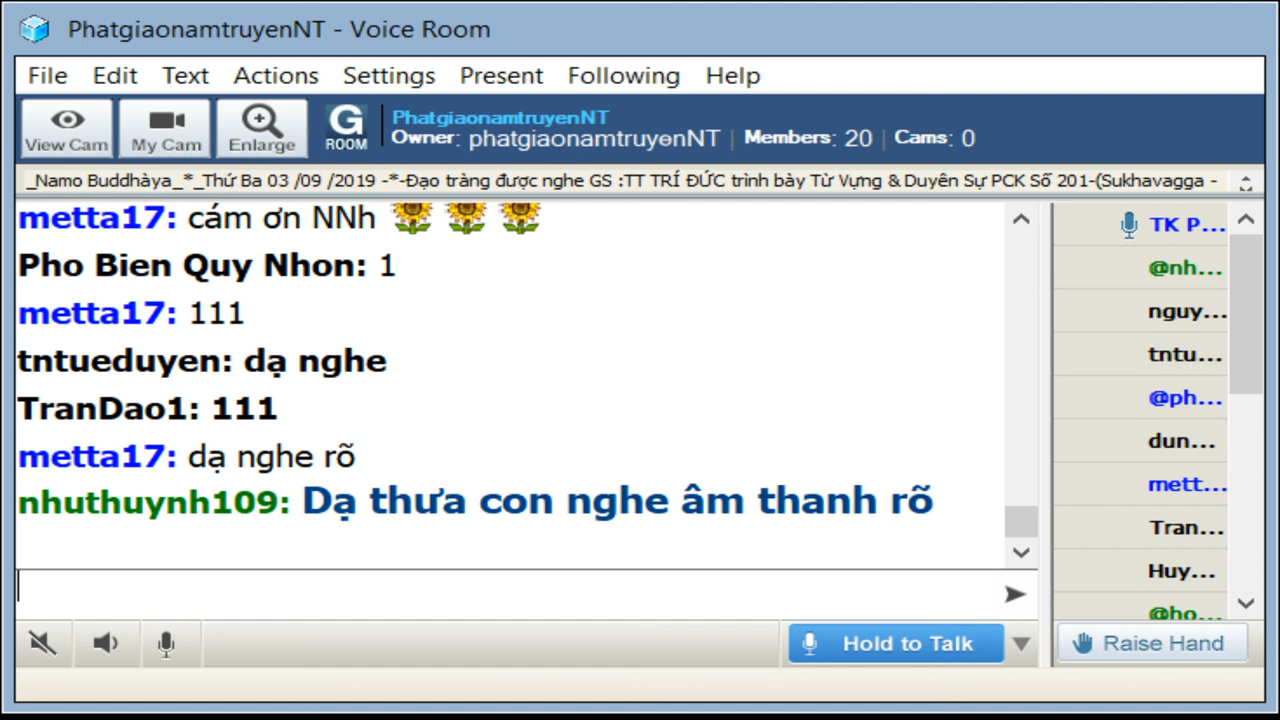 PhatgiaonamtruyenNT - Voice Room
File Edit Text Actions Settings Present Following Help
View Cam My Cam Enlarge G ROOM
PhatgiaonamtruyenNT
Owner: phatgiaonamtruyenNT | Members: 20 | Cams: 0
_Namo Buddhàya_*_Thứ Ba 03 /09 /2019 -*-Đạo tràng được nghe GS :TT TRÍ ĐỨC trình bày Từ Vựng & Duyên Sự PCK Số 201-(Sukhavagga -
metta17: cám ơn NNh
Pho Bien Quy Nhon: 1
metta17: 111
tntueduyen: dạ nghe
TranDao1: 111
metta17: dạ nghe rõ
nhuthuynh109: Dạ thưa con nghe âm thanh rõ
TK P...
@nh...
nguy...
tntu...
@ph...
dun...
mett...
Tran...
Huy...
@ho...
Hold to Talk
Raise Hand